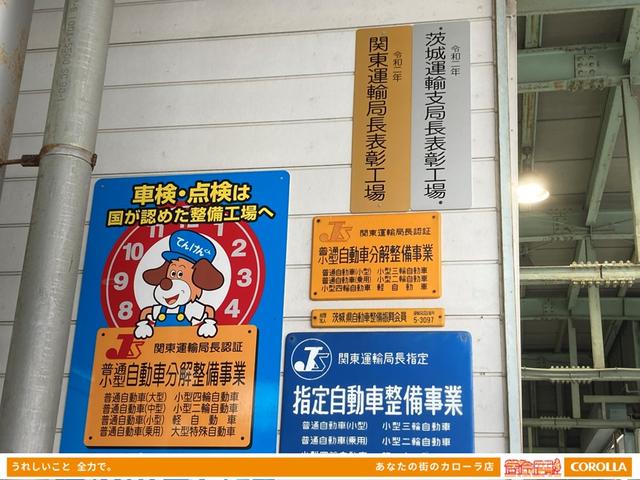 令和二年
茨城運輸支局長表彰工場
令和二年
関東運輸局長表彰工場
車検・点検は
国が認めた整備工場へ
てんけんくん
10
9
8
1
2
3
4
関東運輸局長認証
普通
小型
自動車分解整備事業
普通自動車(大型) 小型四輪自動車
普通自動車(中型) 小型二輪自動車
普通自動車(小型) 軽自動車
普通自動車(乗用) 大型特殊自動車
関東運輸局長認証
普通
小型
自動車分解整備事業
普通自動車(小型) 小型三輪自動車
普通自動車(乗用) 小型二輪自動車
小型四輪自動車 軽自動車
茨城県自動車整備振興会会員
5-3097
関東運輸局長指定
指定自動車整備事業
普通自動車(小型) 小型三輪自動車
普通自動車(乗用) 小型二輪自動車
うれしいこと 全力で。
あなたの街のカローラ店
COROLLA